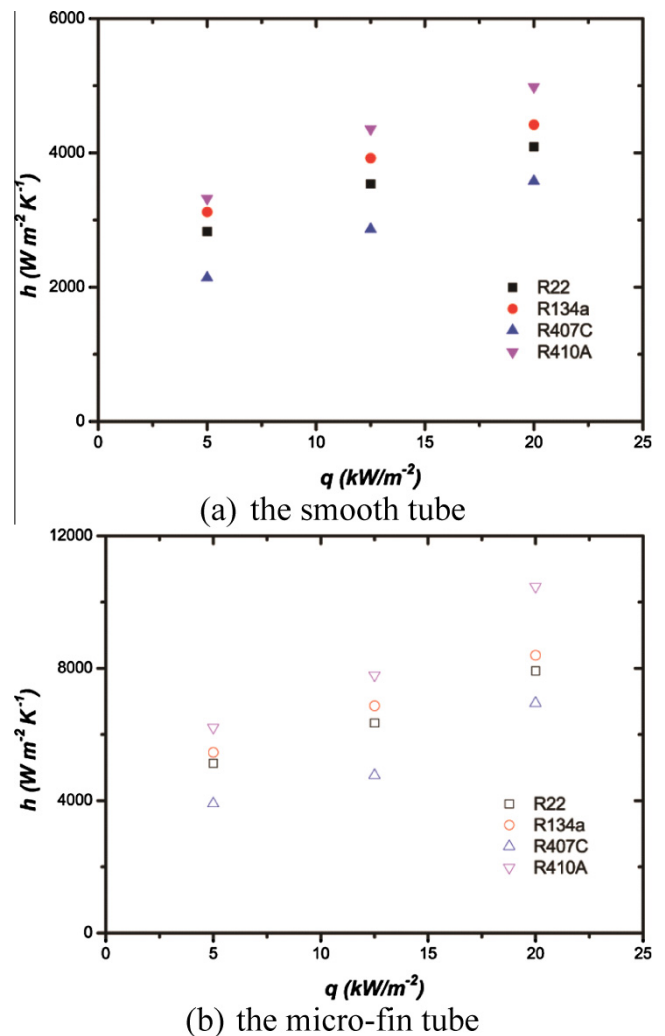 6000
4000
2000
0
h (W m⁻² K⁻¹)
R22
R134a
R407C
R410A
0 5 10 15 20 25
q (kW/m⁻²)
(a) the smooth tube
12000
8000
4000
0
h (W m⁻² K⁻¹)
R22
R134a
R407C
R410A
0 5 10 15 20 25
q (kW/m⁻²)
(b) the micro-fin tube